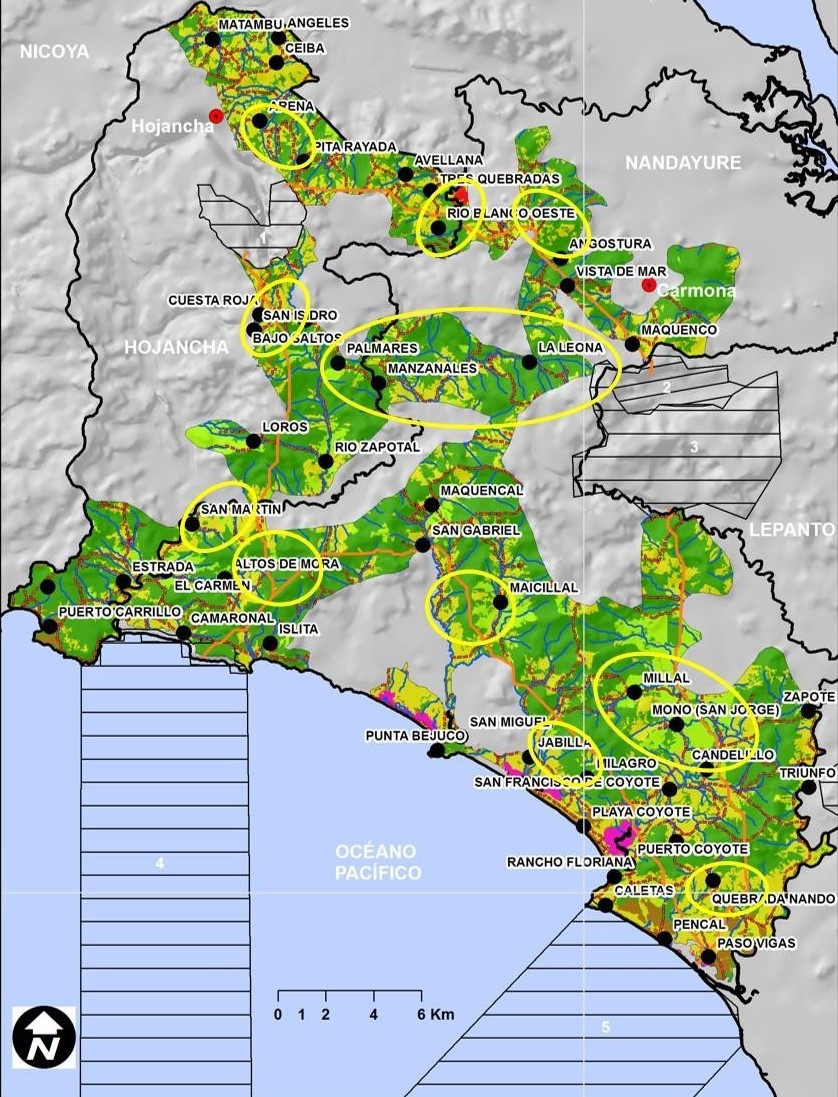 MATAMBU
ANGELES
CEIBA
NICOYA
ARENA
Hojancha
PITA RAYADA
AVELLANA
NANDAYURE
TRES QUEBRADAS
RIO BLANCO OESTE
1
ANGOSTURA
VISTA DE MAR
Carmona
CUESTA ROJA
SAN ISIDRO
MAQUENCO
BAJO SALTOS
HOJANCHA
PALMARES
LA LEONA
MANZANALES
2
LOROS
3
RIO ZAPOTAL
MAQUENCAL
SAN MARTIN
SAN GABRIEL
LEPANTO
ESTRADA
ALTOS DE MORA
EL CARMEN
MAICILLAL
PUERTO CARRILLO
CAMARONAL
ISLITA
MILLAL
ZAPOTE
MONO (SAN JORGE)
SAN MIGUEL
PUNTA BEJUCO
JABILLA
CANDELILLO
MILAGRO
TRIUNFO
SAN FRANCISCO DE COYOTE
PLAYA COYOTE
OCÉANO
PACÍFICO
PUERTO COYOTE
4
RANCHO FLORIANA
CALETAS
QUEBRADA NANDO
PENCAL
PASO VIGAS
0 1 2 4 6 Km
5
N